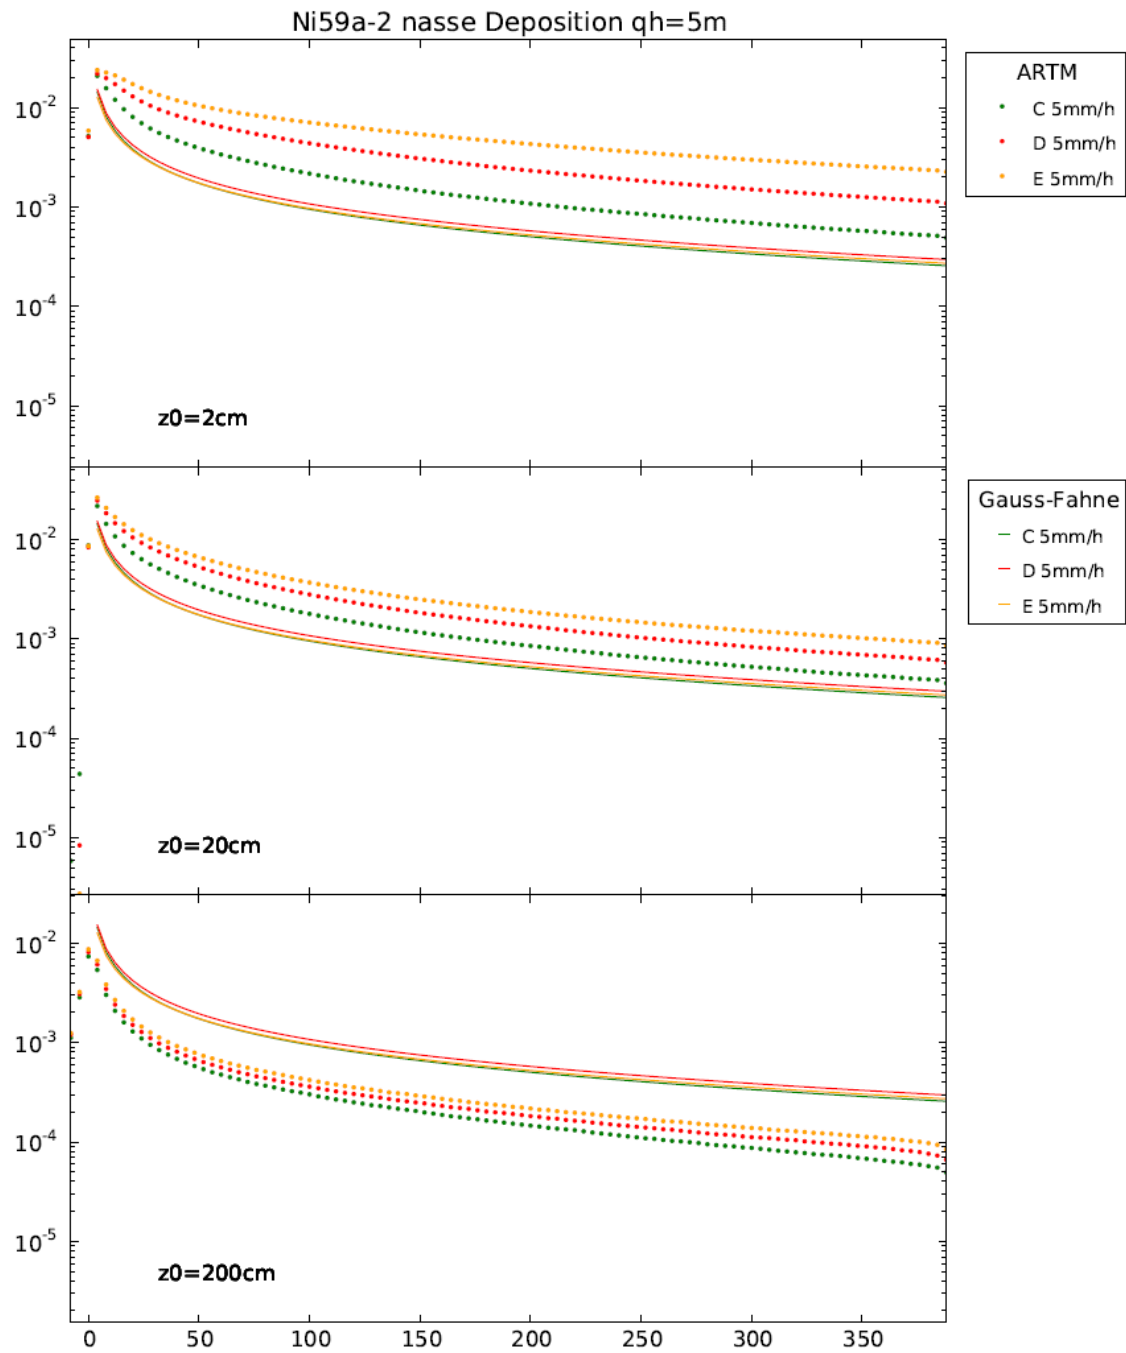 Ni59a-2 nasse Deposition qh=5m
10-2
10-3
10-4
10-5
z0=2cm
ARTM
C 5mm/h
D 5mm/h
E 5mm/h
10-2
10-3
10-4
10-5
z0=20cm
Gauss-Fahne
C 5mm/h
D 5mm/h
E 5mm/h
10-2
10-3
10-4
10-5
z0=200cm
0 50 100 150 200 250 300 350